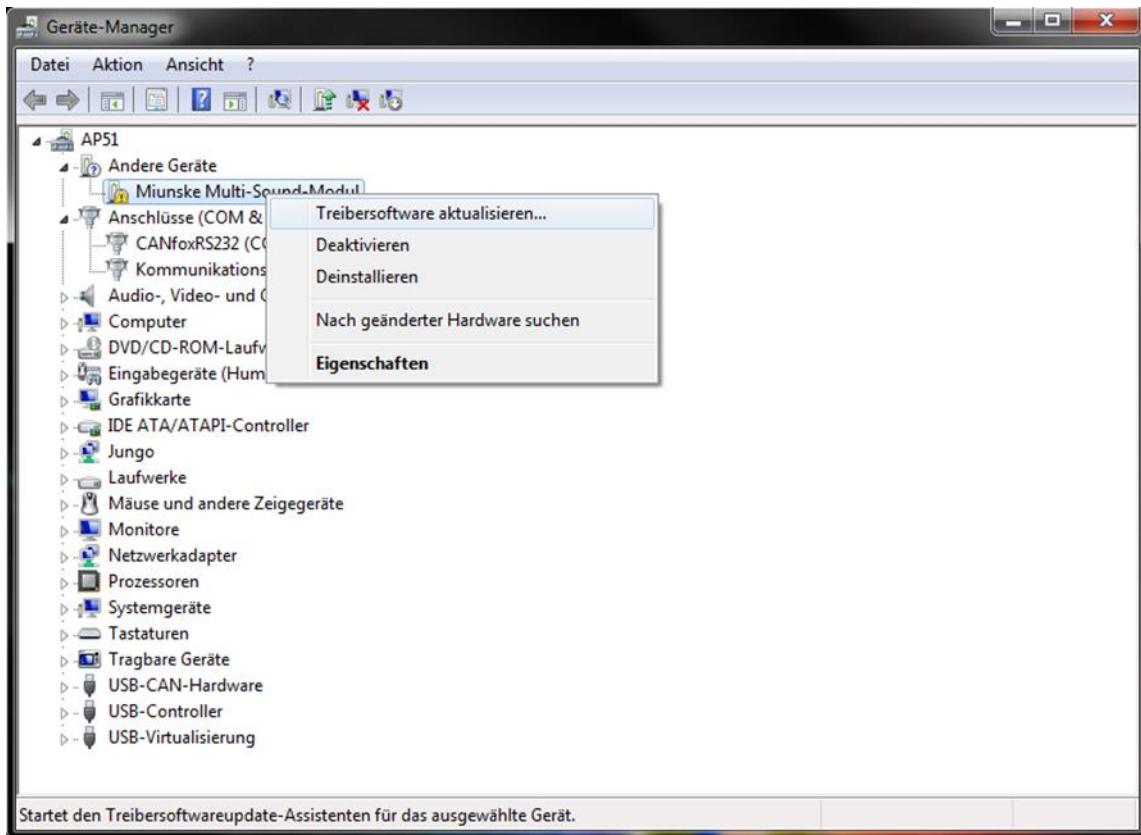 Geräte-Manager
Datei Aktion Ansicht ?
AP51
Andere Geräte
Miunske Multi-Sound-Modul
Anschlüsse (COM &
CANfoxRS232 (CO
Kommunikations
Audio-, Video- und
Computer
DVD/CD-ROM-Laufw
Eingabegeräte (Hum
Grafikkarte
IDE ATA/ATAPI-Controller
Jungo
Laufwerke
Mäuse und andere Zeigegeräte
Monitore
Netzwerkadapter
Prozessoren
Systemgeräte
Tastaturen
Tragbare Geräte
USB-CAN-Hardware
USB-Controller
USB-Virtualisierung
Treibersoftware aktualisieren...
Deaktivieren
Deinstallieren
Nach geänderter Hardware suchen
Eigenschaften
Startet den Treibersoftwareupdate-Assistenten für das ausgewählte Gerät.